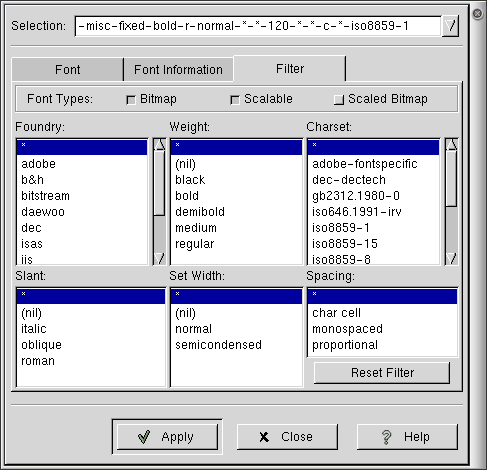 Selection: -misc-fixed-bold-r-normal-*-*-120-*-*-c-*-iso8859-1
Font Font Information Filter
Font Types: Bitmap Scalable Scaled Bitmap
Foundry: Weight: Charset:
*
adobe
b&h
bitstream
daewoo
dec
isas
jis
*
(nil)
black
bold
demibold
medium
regular
*
adobe-fontspecific
dec-dectech
gb2312.1980-0
iso646.1991-irv
iso8859-1
iso8859-15
iso8859-8
Slant: Set Width: Spacing:
*
(nil)
italic
oblique
roman
*
(nil)
normal
semicondensed
*
char cell
monospaced
proportional
Reset Filter
Apply Close Help